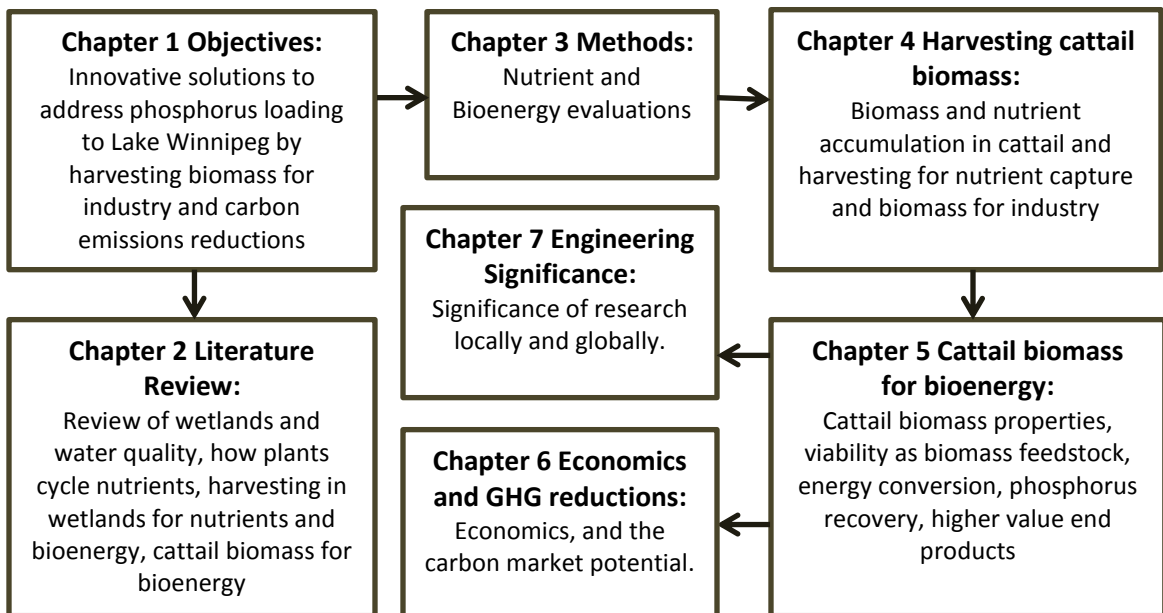 Chapter 1 Objectives:
Innovative solutions to
address phosphorus loading
to Lake Winnipeg by
harvesting biomass for
industry and carbon
emissions reductions
Chapter 2 Literature
Review:
Review of wetlands and
water quality, how plants
cycle nutrients, harvesting in
wetlands for nutrients and
bioenergy, cattail biomass for
bioenergy
Chapter 3 Methods:
Nutrient and
Bioenergy evaluations
Chapter 4 Harvesting cattail
biomass:
Biomass and nutrient
accumulation in cattail and
harvesting for nutrient capture
and biomass for industry
Chapter 5 Cattail biomass
for bioenergy:
Cattail biomass properties,
viability as biomass feedstock,
energy conversion, phosphorus
recovery, higher value end
products
Chapter 7 Engineering
Significance:
Significance of research
locally and globally.
Chapter 6 Economics
and GHG reductions:
Economics, and the
carbon market potential.